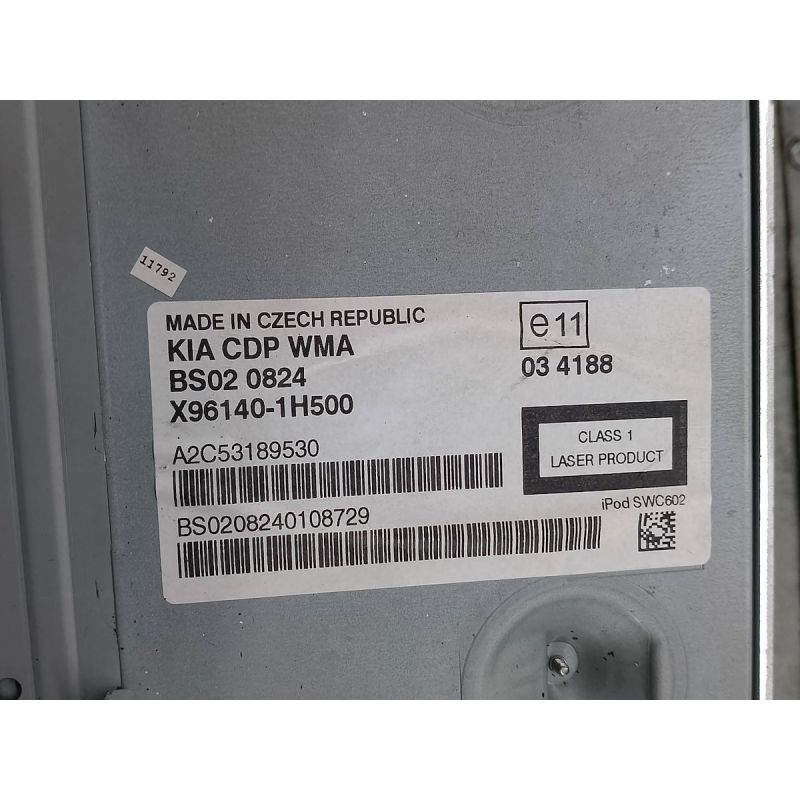 11792
MADE IN CZECH REPUBLIC
KIA CDP WMA
BS02 0824
X96140-1H500
A2C53189530
BS0208240108729
e11
03 4188
CLASS 1
LASER PRODUCT
iPod SWC602